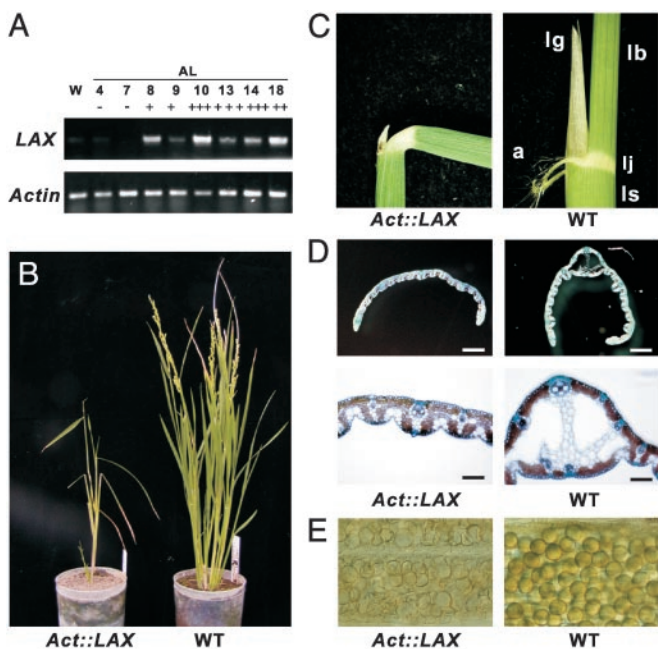 A
AL
W 4 7 8 9 10 13 14 18
- - + + +++ ++ +++ ++
LAX
Actin
B
Act::LAX WT
C
lg
lb
a
lj
ls
Act::LAX WT
D
Act::LAX WT
E
Act::LAX WT